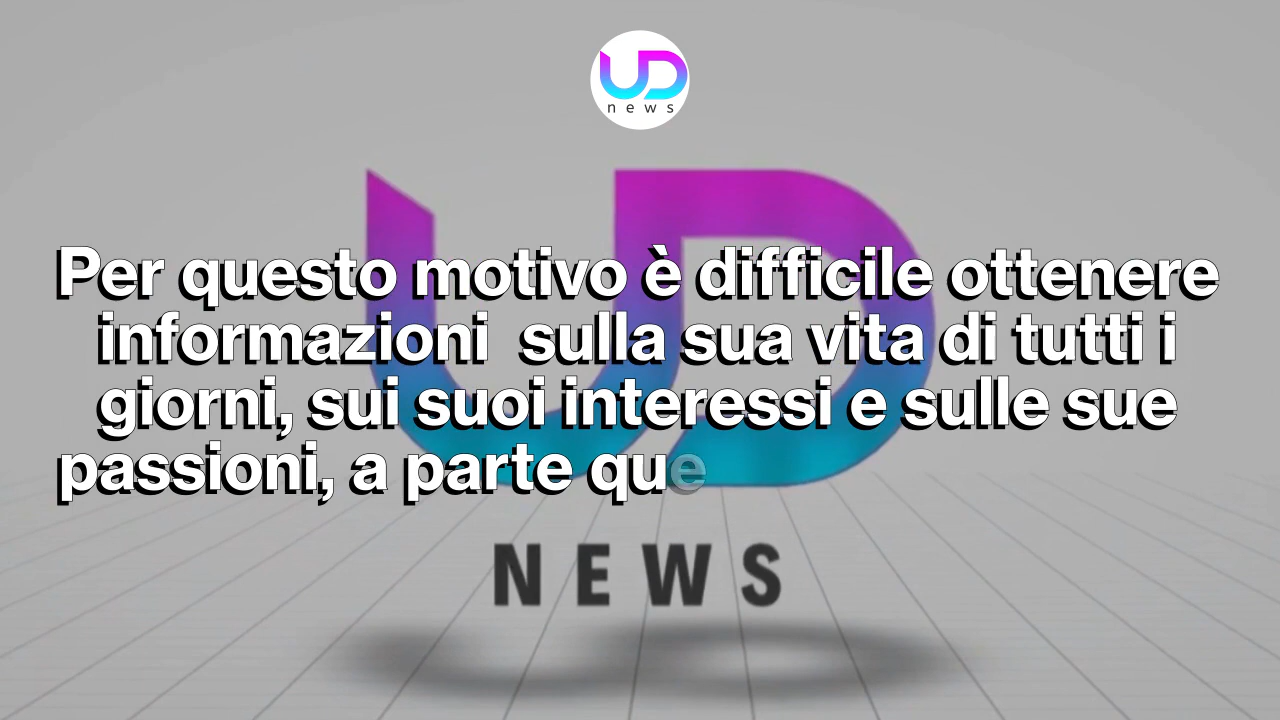 UD
news
Per questo motivo è difficile ottenere
informazioni  sulla sua vita di tutti i
giorni, sui suoi interessi e sulle sue
passioni, a parte que
UD
NEWS